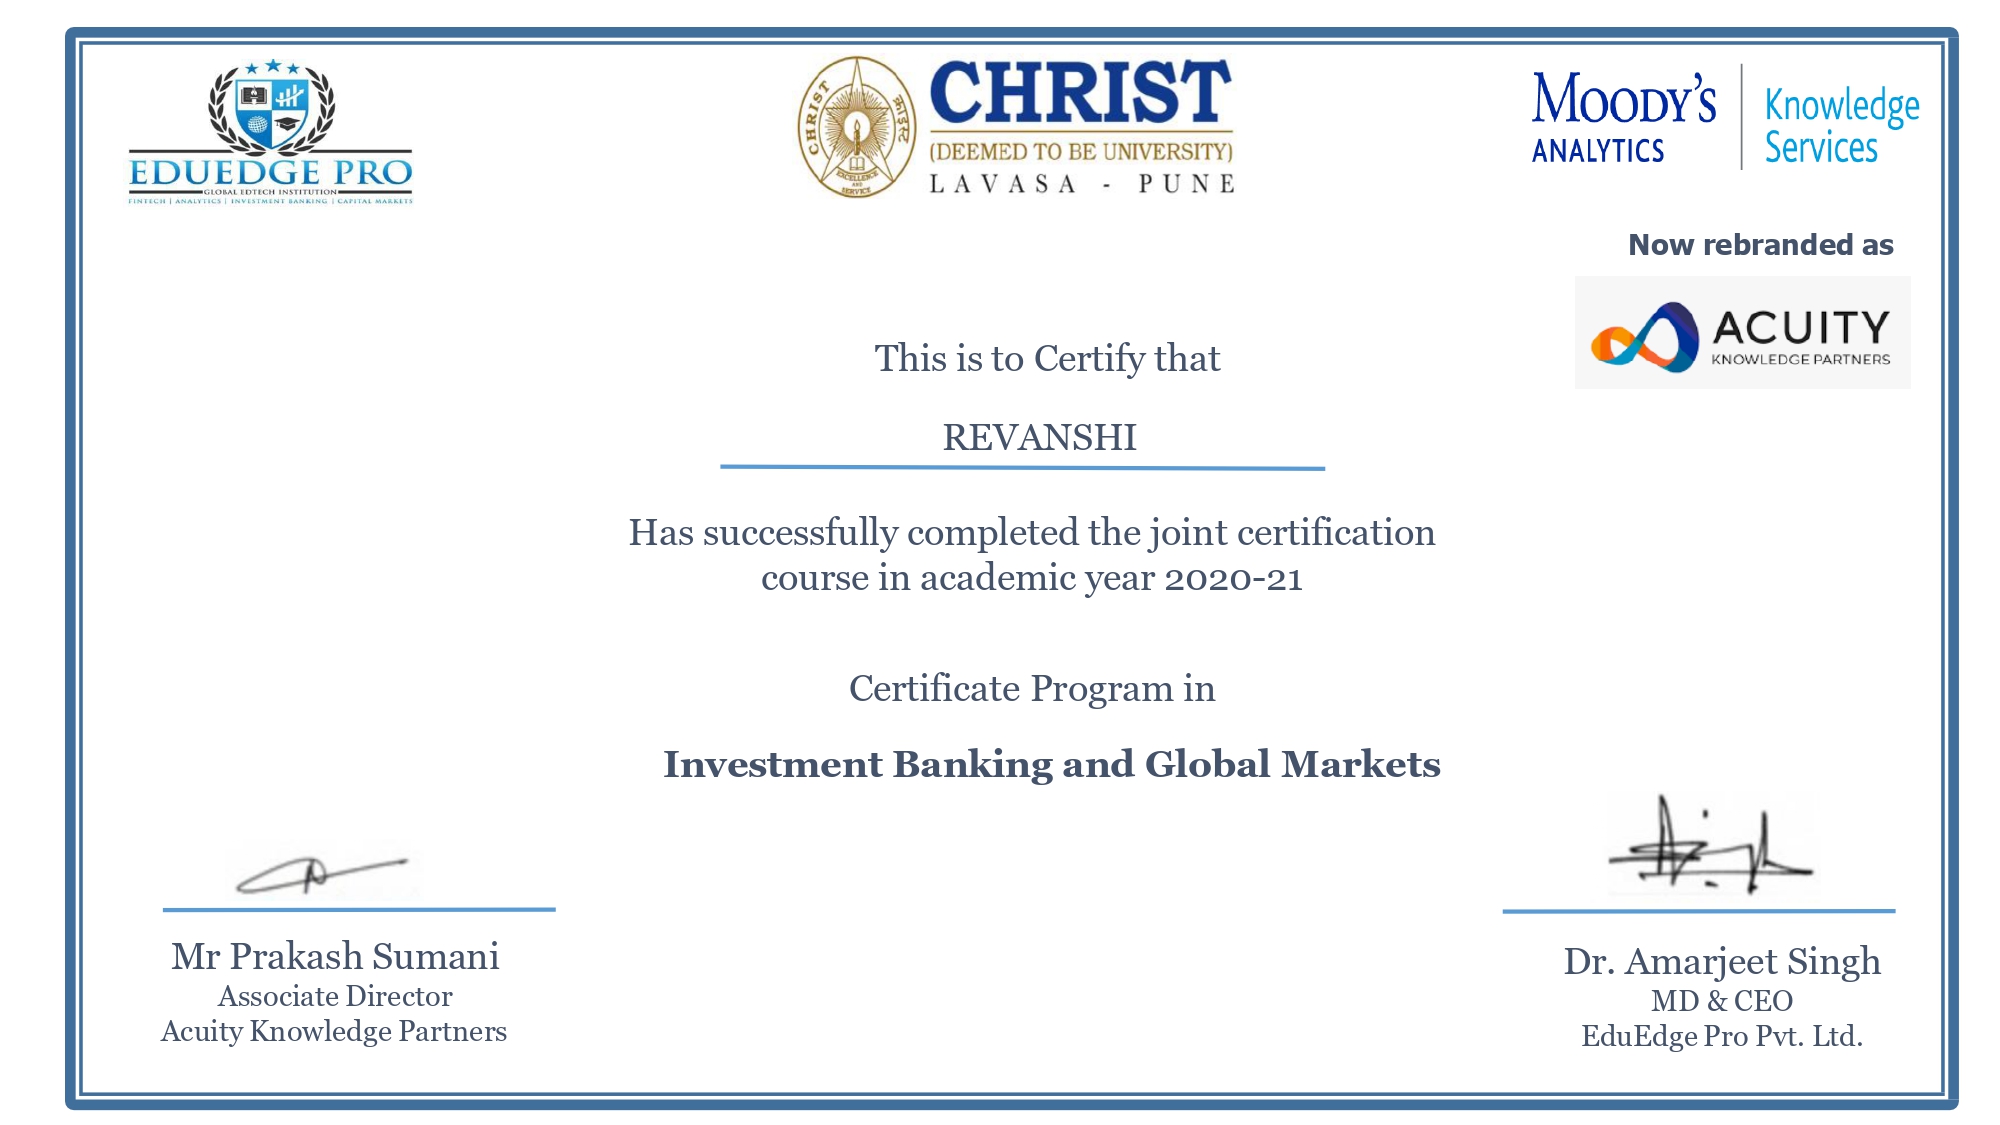 EDUEDGE PRO
GLOBAL EDTECH INSTITUTION
FINTECH | ANALYTICS | INVESTMENT BANKING | CAPITAL MARKETS
CHRIST
क्राइस्ट
EXCELLENCE
AND
SERVICE
CHRIST
(DEEMED TO BE UNIVERSITY)
LAVASA - PUNE
MOODY'S
ANALYTICS
Knowledge
Services
Now rebranded as
ACUITY
KNOWLEDGE PARTNERS
This is to Certify that
REVANSHI
Has successfully completed the joint certification
course in academic year 2020-21
Certificate Program in
Investment Banking and Global Markets
Mr Prakash Sumani
Associate Director
Acuity Knowledge Partners
Dr. Amarjeet Singh
MD & CEO
EduEdge Pro Pvt. Ltd.